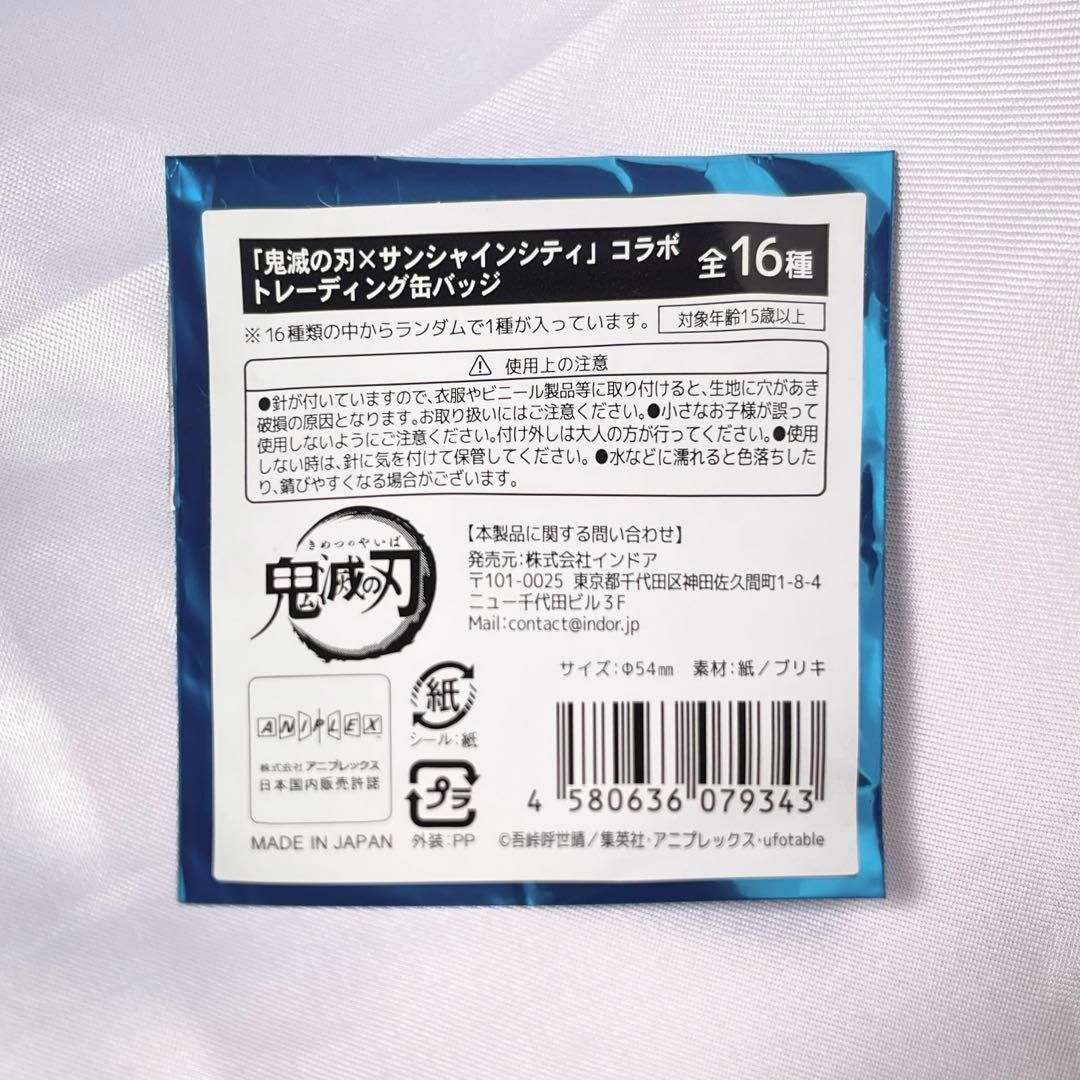 「鬼滅の刃×サンシャインシティ」コラボ
トレーディング缶バッジ
全16種
※16種類の中からランダムで1種が入っています。
対象年齢15歳以上
⚠ 使用上の注意
●針が付いていますので、衣服やビニール製品等に取り付けると、生地に穴があき
破損の原因となります。お取り扱いにはご注意ください。●小さなお子様が誤って
使用しないようにご注意ください。付け外しは大人の方が行ってください。●使用
しない時は、針に気を付けて保管してください。●水などに濡れると色落ちした
り、錆びやすくなる場合がございます。
きめつのやいば
鬼滅の刃
【本製品に関する問い合わせ】
発売元:株式会社インドア
〒101-0025 東京都千代田区神田佐久間町1-8-4
ニュー千代田ビル3F
Mail:contact@indor.jp
サイズ:Φ54㎜ 素材:紙/ブリキ
ANIPLEX
株式会社アニプレックス
日本国内販売許諾
MADE IN JAPAN
紙
シール:紙
プラ
外装:PP
4 580636 079343
©吾峠呼世晴/集英社・アニプレックス・ufotable